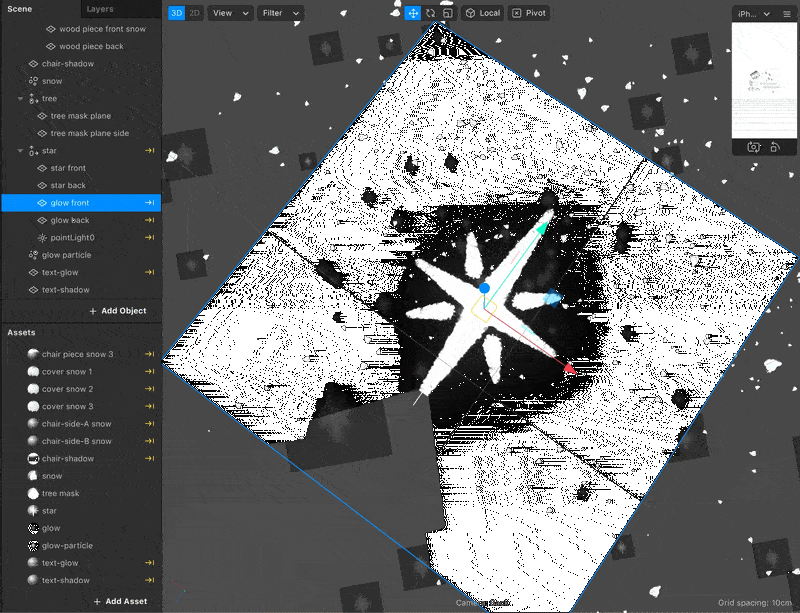 Scene
Layers
wood piece front snow
wood piece back
chair-shadow
snow
tree
tree mask plane
tree mask plane side
star
star front
star back
glow front
glow back
pointLight0
glow particle
text-glow
text-shadow
+ Add Object
Assets
chair piece snow 3
cover snow 1
cover snow 2
cover snow 3
chair-side-A snow
chair-side-B snow
chair-shadow
snow
tree mask
star
glow
glow-particle
text-glow
text-shadow
+ Add Asset
3D 2D View Filter
Local Pivot
iPh...
Grid spacing: 10cm